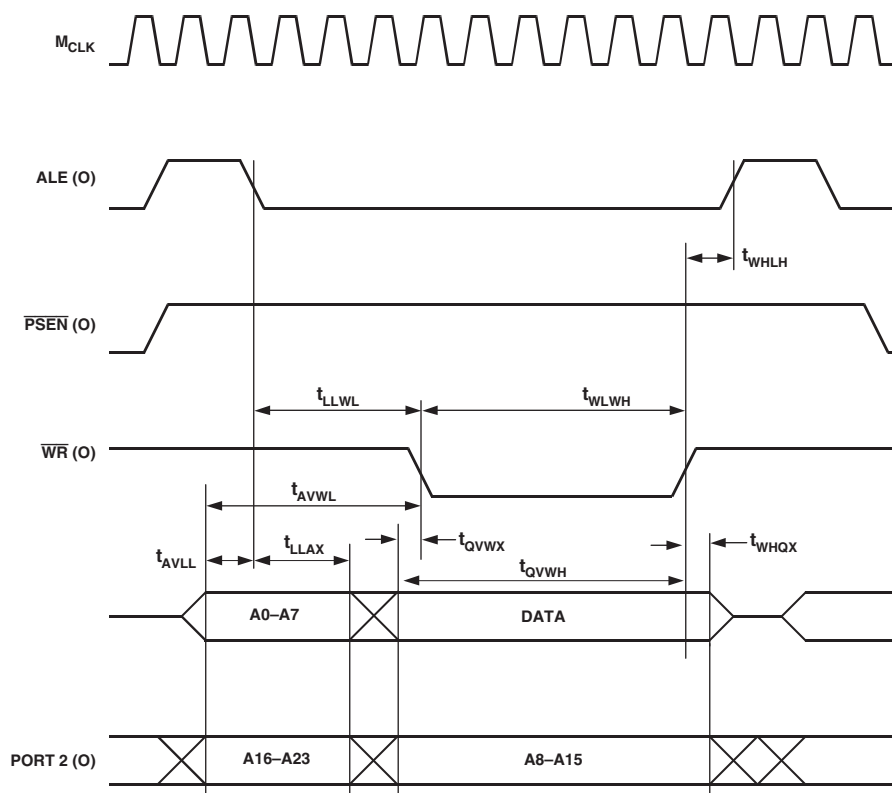 MCLK
ALE (O)
tWHLH
PSEN (O)
tLLWL
tWLWH
WR (O)
tAVWL
tAVLL
tLLAX
tQVWX
tWHQX
tQVWH
A0–A7
DATA
PORT 2 (O)
A16–A23
A8–A15